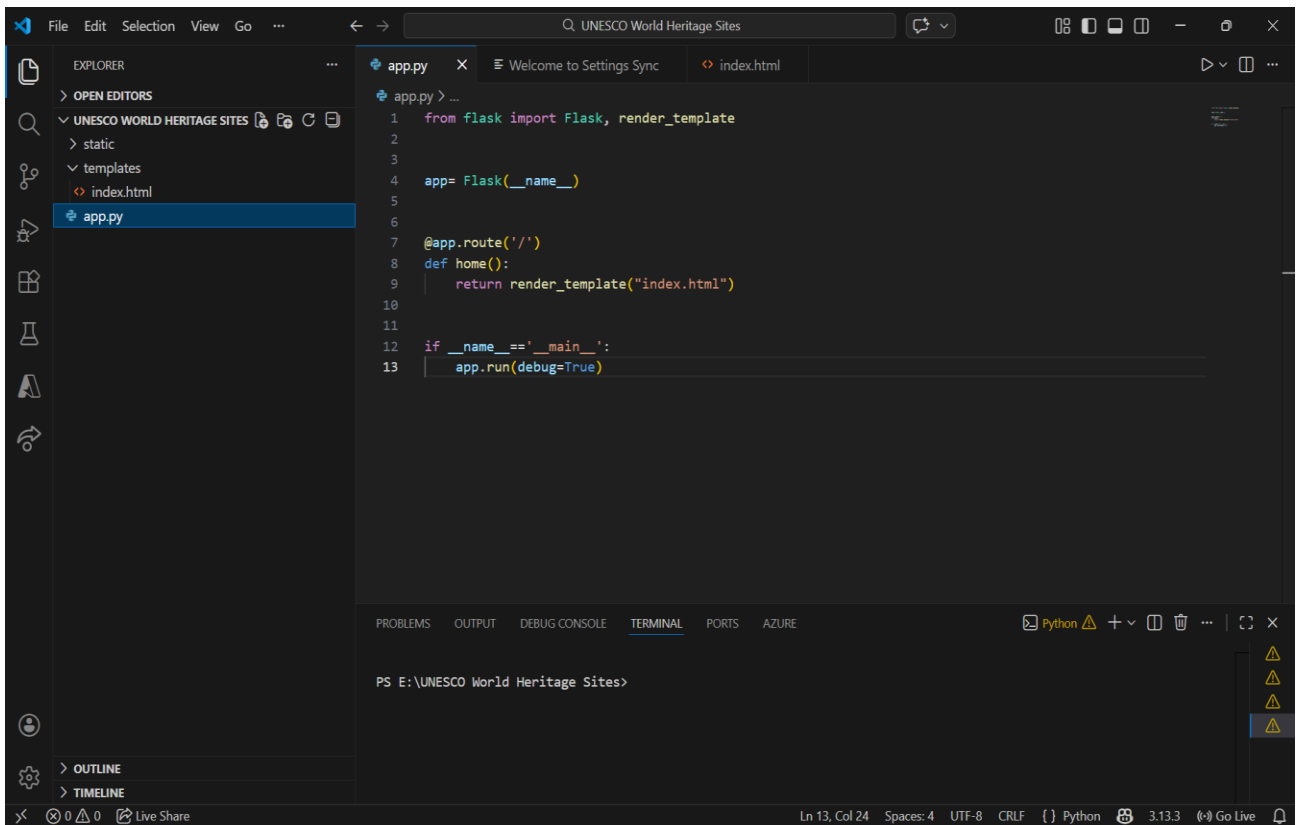 File Edit Selection View Go ···
UNESCO World Heritage Sites
EXPLORER ···
OPEN EDITORS
UNESCO WORLD HERITAGE SITES
static
templates
index.html
app.py
app.py
Welcome to Settings Sync
index.html
app.py > ...
1 from flask import Flask, render_template
2
3
4 app= Flask(__name__)
5
6
7 @app.route('/')
8 def home():
9 return render_template("index.html")
10
11
12 if __name__=='__main__':
13 app.run(debug=True)
PROBLEMS OUTPUT DEBUG CONSOLE TERMINAL PORTS AZURE
Python
PS E:\UNESCO World Heritage Sites>
OUTLINE
TIMELINE
0 0 Live Share
Ln 13, Col 24 Spaces: 4 UTF-8 CRLF { } Python 3.13.3 Go Live